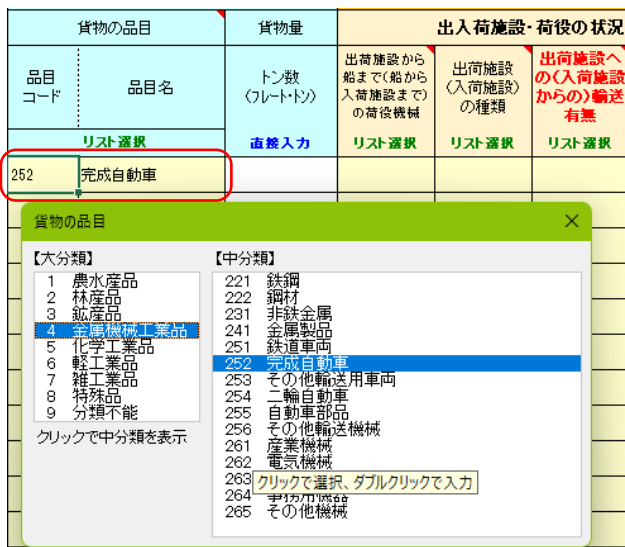 貨物の品目
貨物量
出入荷施設・荷役の状況
品目
コード
品目名
トン数
(フレート・トン)
出荷施設から
船まで(船から
入荷施設まで)
の荷役機械
出荷施設
(入荷施設)
の種類
出荷施設へ
の(入荷施設
からの)輸送
有無
リスト選択
直接入力
リスト選択
リスト選択
リスト選択
252
完成自動車
貨物の品目
【大分類】
1 農水産品
2 林産品
3 鉱産品
4 金属機械工業品
5 化学工業品
6 軽工業品
7 雑工業品
8 特殊品
9 分類不能
クリックで中分類を表示
【中分類】
221 鉄鋼
222 鋼材
231 非鉄金属
241 金属製品
251 鉄道車両
252 完成自動車
253 その他輸送用車両
254 二輪自動車
255 自動車部品
256 その他輸送機械
261 産業機械
262 電気機械
263
クリックで選択、ダブルクリックで入力
264 事務用機器
265 その他機械